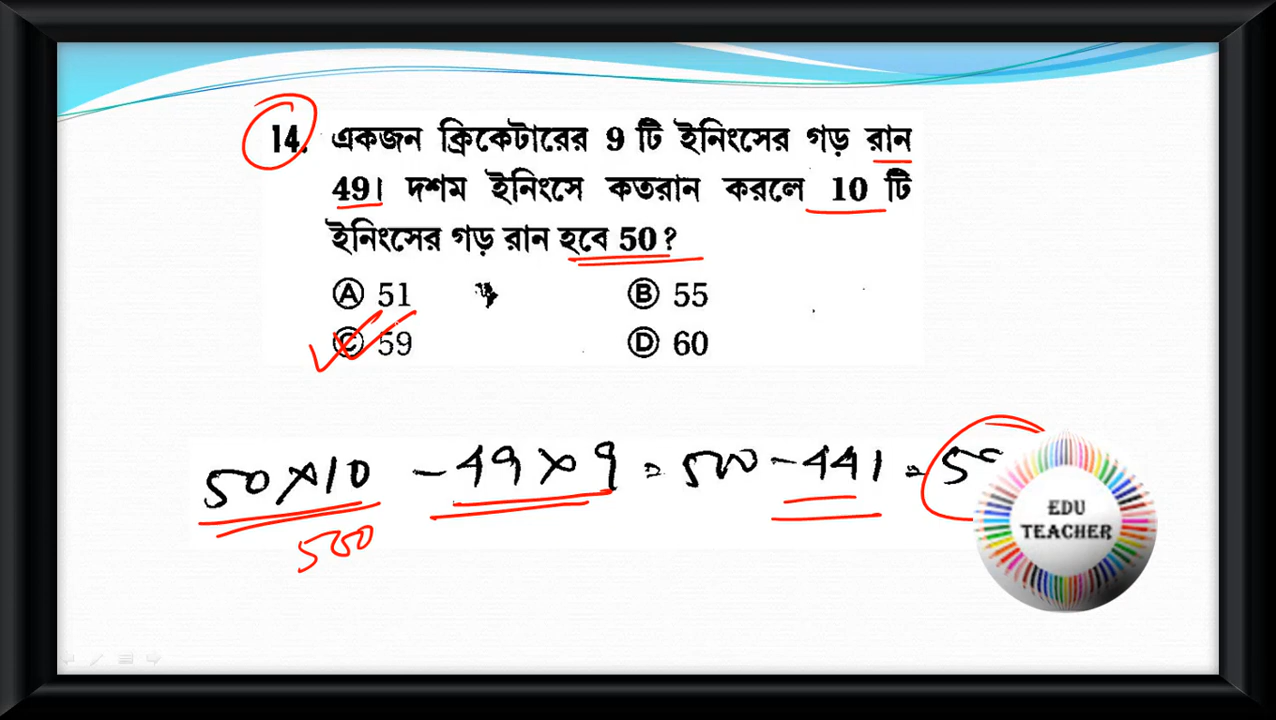 14. একজন ক্রিকেটারের 9 টি ইনিংসের গড় রান
49। দশম ইনিংসে কতরান করলে 10 টি
ইনিংসের গড় রান হবে 50?
Ⓐ 51 Ⓑ 55
Ⓒ 59 Ⓓ 60
50×10 - 49×9 = 500 - 441 =
500
EDU
TEACHER